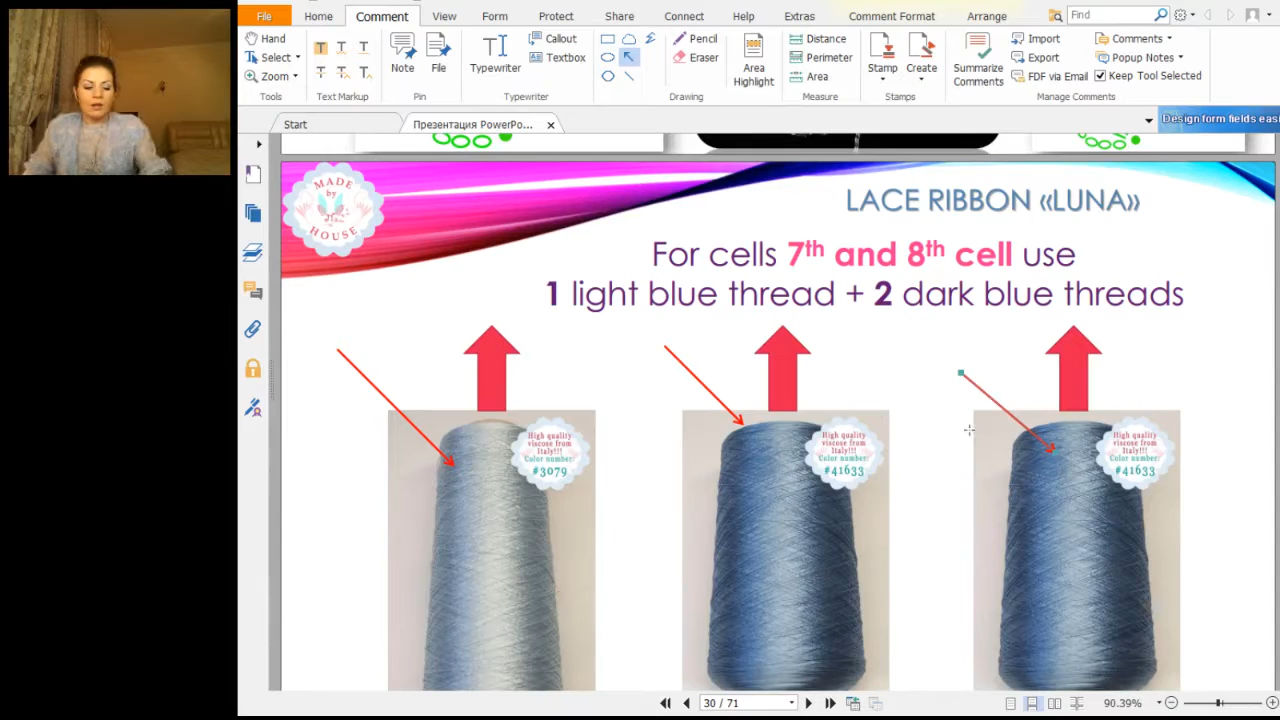 File Home Comment View Form Protect Share Connect Help Extras Comment Format Arrange Find
Hand
Select
Zoom
Tools
Text Markup
Note
File
Pin
Typewriter
Callout
Textbox
Typewriter
Pencil
Eraser
Area
Highlight
Drawing
Distance
Perimeter
Area
Measure
Stamp
Create
Stamps
Summarize
Comments
Import
Export
FDF via Email
Comments
Popup Notes
Keep Tool Selected
Manage Comments
Start
Презентация PowerPo...
Design form fields easi
MADE
by
HOUSE
LACE RIBBON «LUNA»
For cells 7th and 8th cell use
1 light blue thread + 2 dark blue threads
High quality
viscose from
Italy!!!
Color number:
#3079
High quality
viscose from
Italy!!!
Color number:
#41633
High quality
viscose from
Italy!!!
Color number:
#41633
30 / 71
90.39%